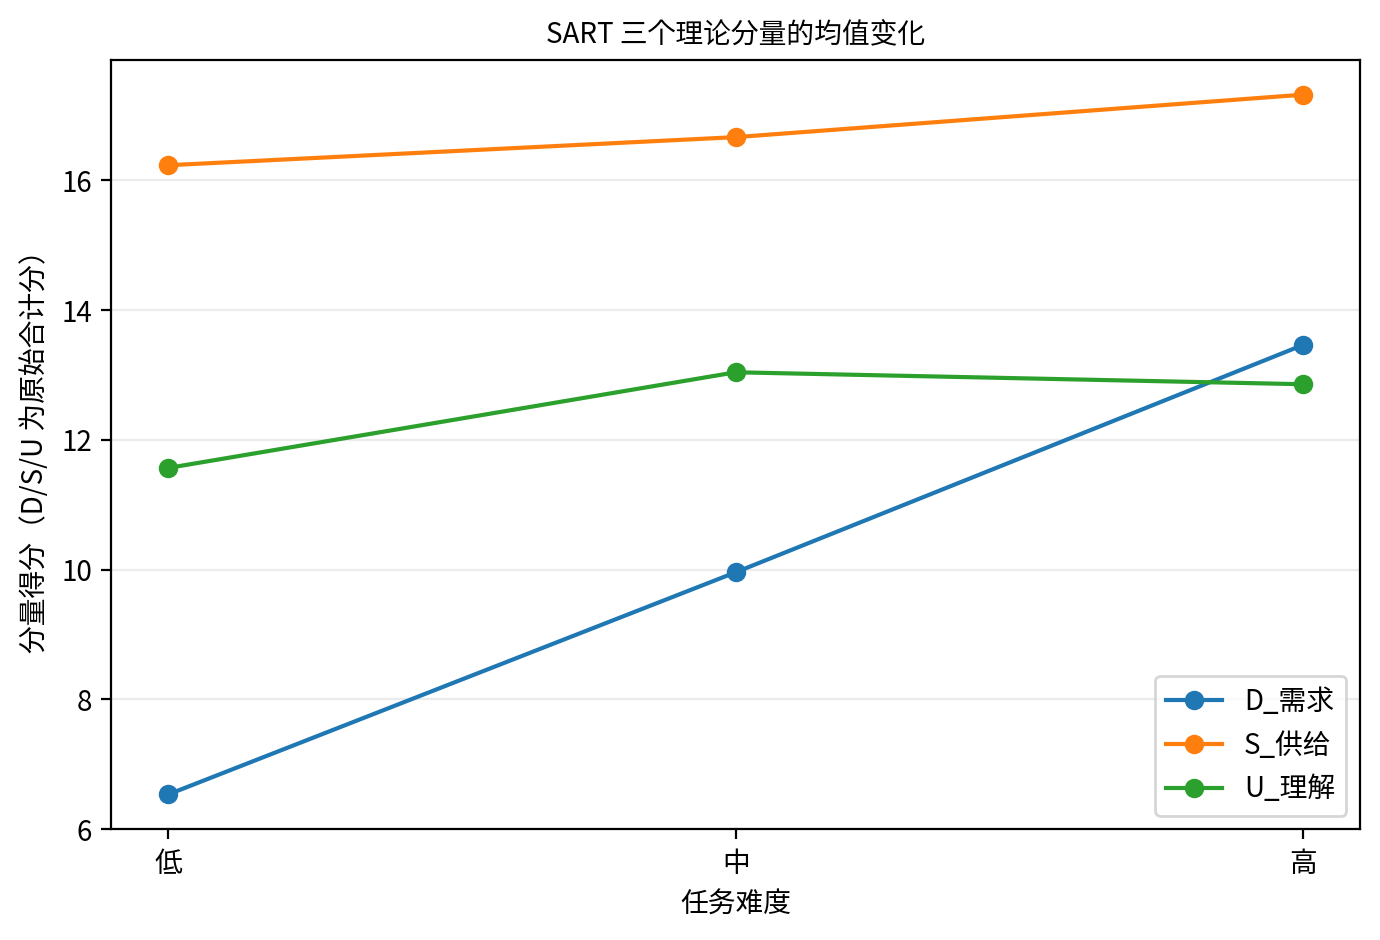 SART 三个理论分量的均值变化
分量得分（D/S/U 为原始合计分）
16
14
12
10
8
6
低
中
高
任务难度
D_需求
S_供给
U_理解